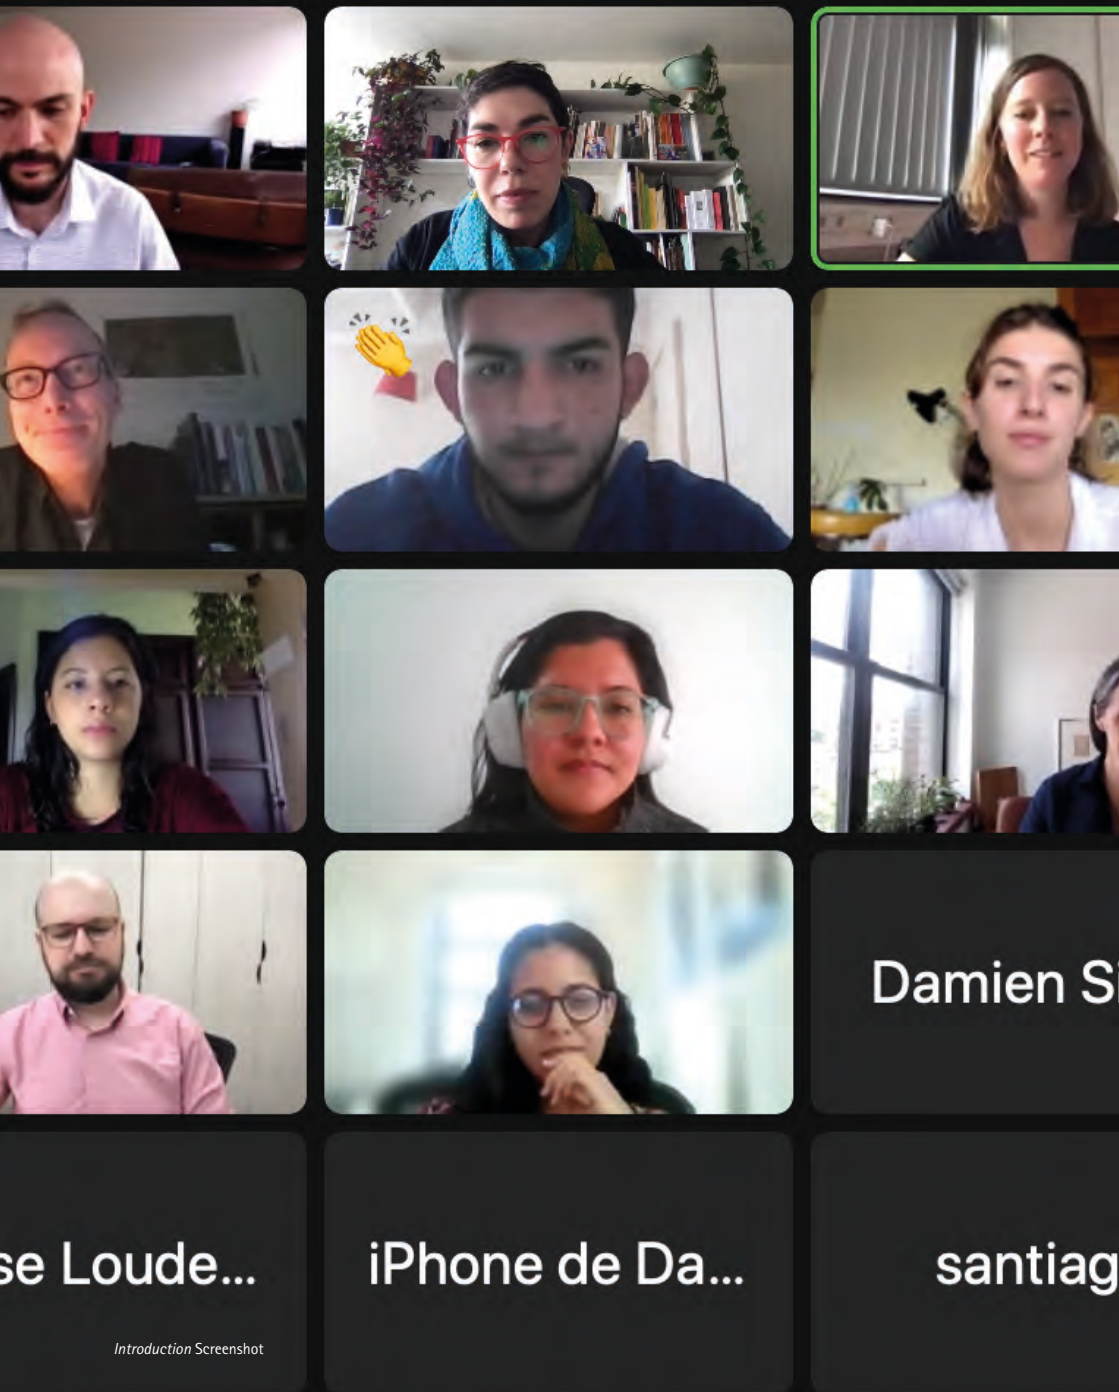 Damien S
se Loude...
iPhone de Da...
santiag
Introduction Screenshot